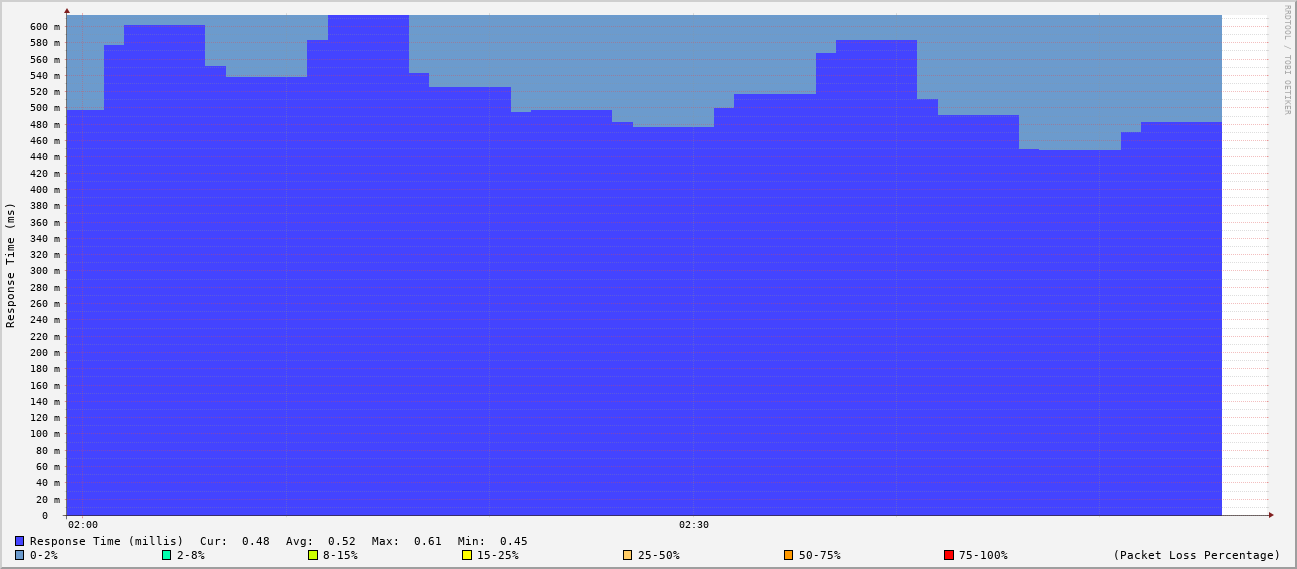 RRDTOOL / TOBI OETIKER
Response Time (ms)
600 m
580 m
560 m
540 m
520 m
500 m
480 m
460 m
440 m
420 m
400 m
380 m
360 m
340 m
320 m
300 m
280 m
260 m
240 m
220 m
200 m
180 m
160 m
140 m
120 m
100 m
80 m
60 m
40 m
20 m
0
02:00 02:30
Response Time (millis) Cur: 0.48 Avg: 0.52 Max: 0.61 Min: 0.45
0-2% 2-8% 8-15% 15-25% 25-50% 50-75% 75-100% (Packet Loss Percentage)